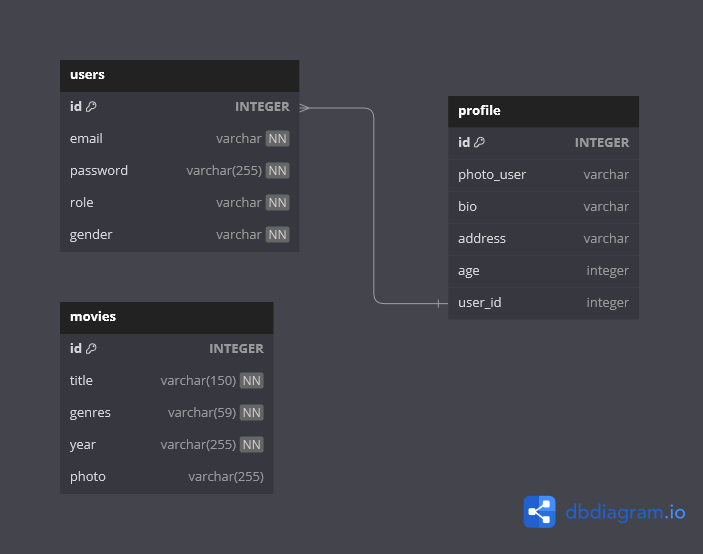 users
id INTEGER
email varchar NN
password varchar(255) NN
role varchar NN
gender varchar NN
profile
id INTEGER
photo_user varchar
bio varchar
address varchar
age integer
user_id integer
movies
id INTEGER
title varchar(150) NN
genres varchar(59) NN
year varchar(255) NN
photo varchar(255)
dbdiagram.io